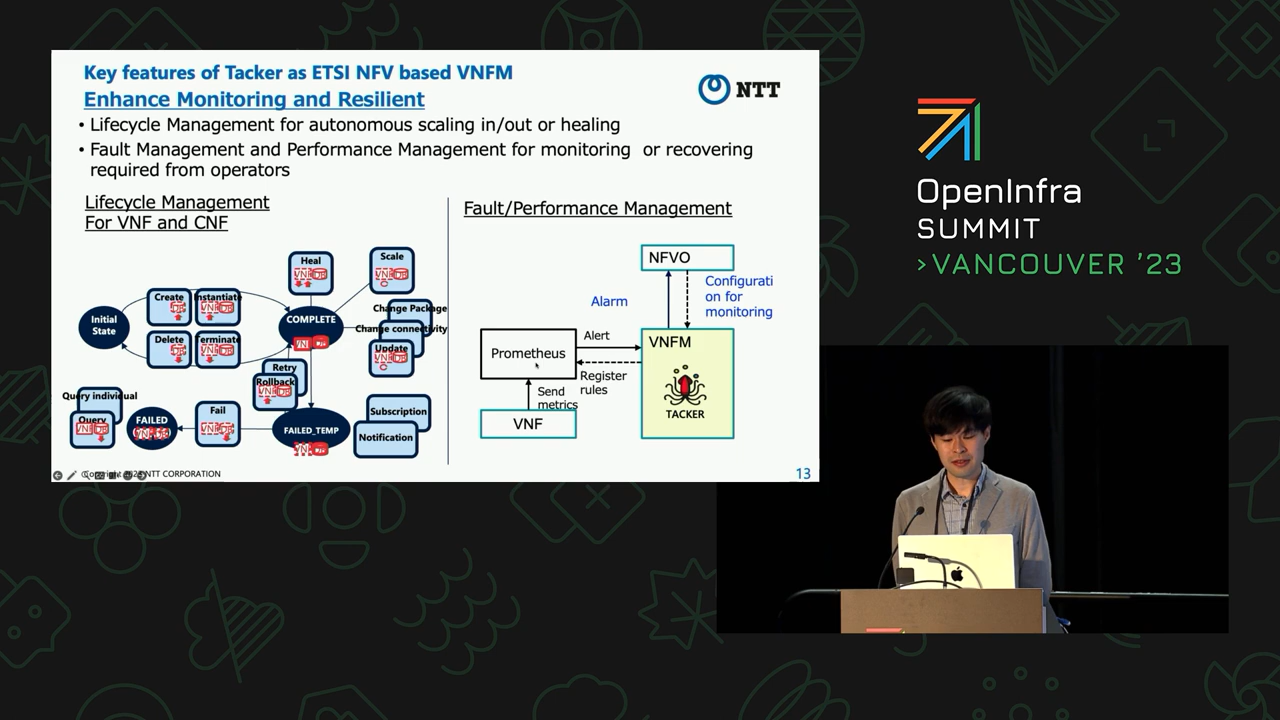 Key features of Tacker as ETSI NFV based VNFM
Enhance Monitoring and Resilient
NTT
• Lifecycle Management for autonomous scaling in/out or healing
• Fault Management and Performance Management for monitoring or recovering
required from operators
Lifecycle Management
For VNF and CNF
Initial
State
Create
Instantiate
Delete
Terminate
Heal
Scale
COMPLETE
Change Package
Change connectivity
Update
Retry
Rollback
Query individual
Query
FAILED
Fail
FAILED_TEMP
Subscription
Notification
Fault/Performance Management
NFVO
Alarm
Configurati
on for
monitoring
Prometheus
Alert
VNFM
Register
rules
Send
metrics
VNF
TACKER
NTT CORPORATION
13
OpenInfra
SUMMIT
>VANCOUVER '23